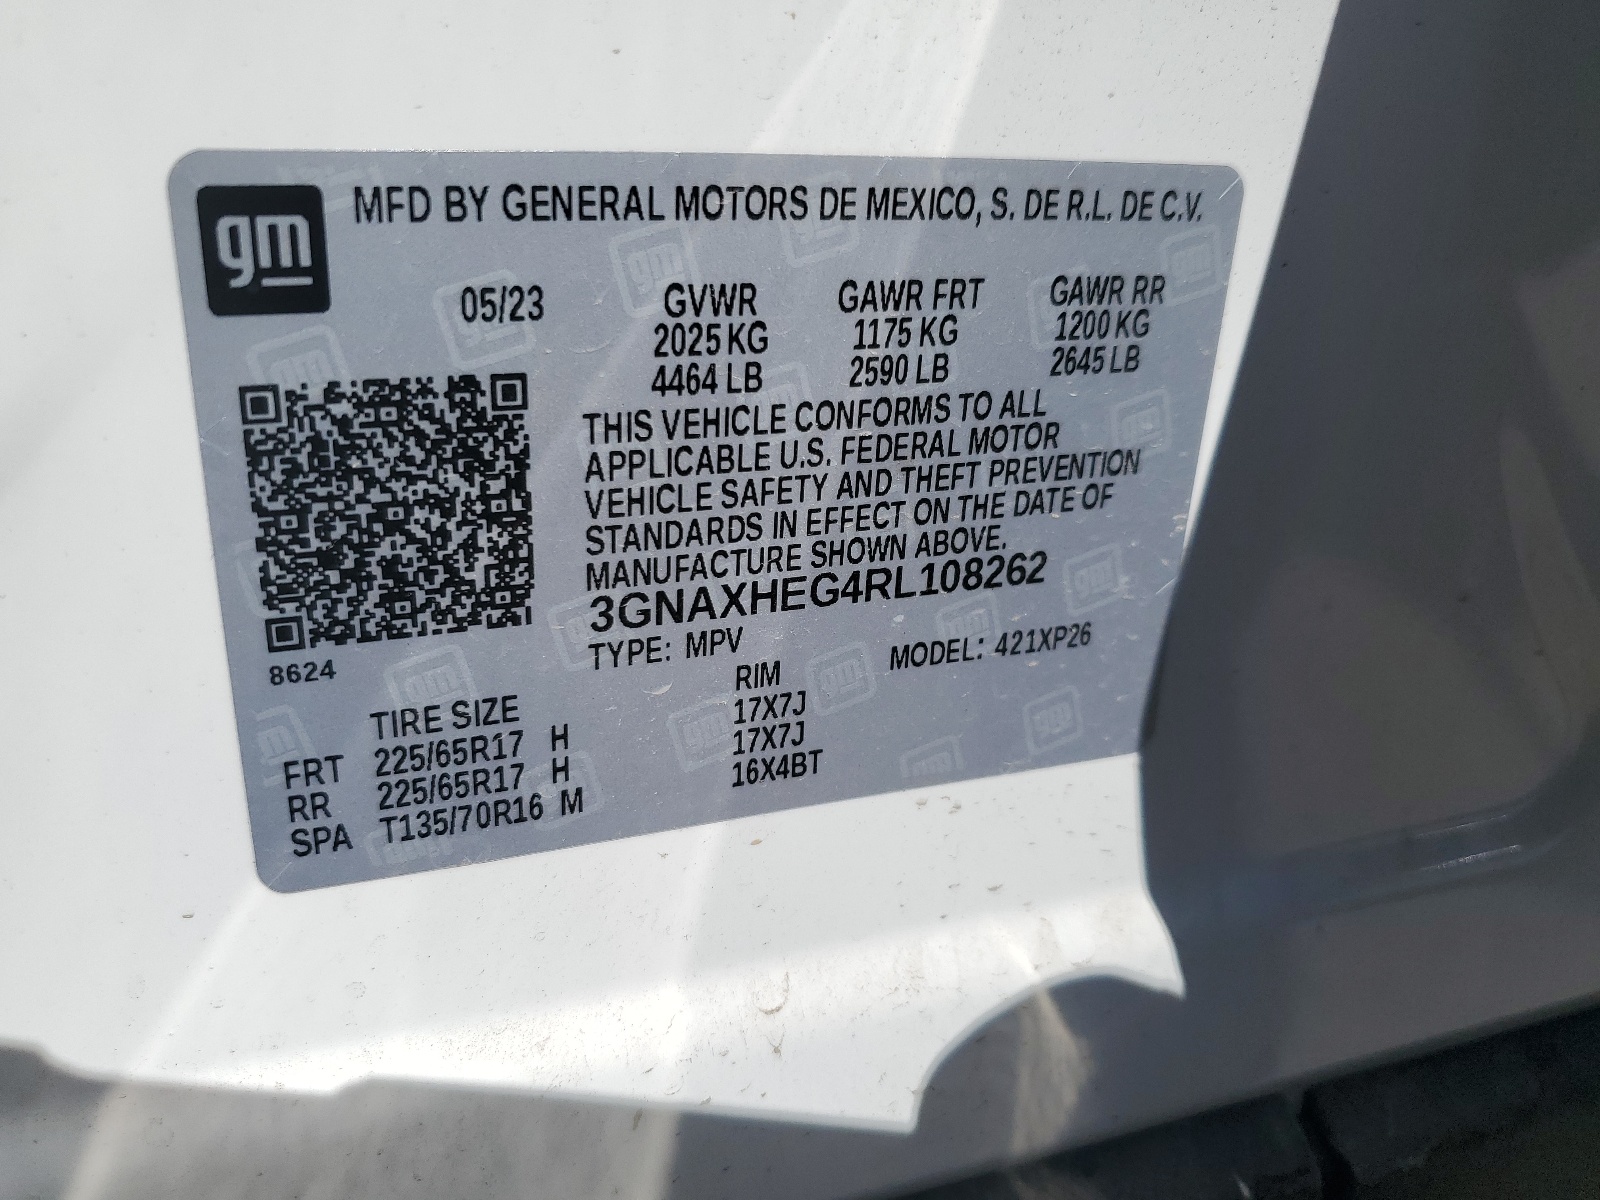 gm
MFD BY GENERAL MOTORS DE MEXICO, S. DE R.L. DE C.V.
05/23 GVWR GAWR FRT GAWR RR
2025 KG 1175 KG 1200 KG
4464 LB 2590 LB 2645 LB
THIS VEHICLE CONFORMS TO ALL
APPLICABLE U.S. FEDERAL MOTOR
VEHICLE SAFETY AND THEFT PREVENTION
STANDARDS IN EFFECT ON THE DATE OF
MANUFACTURE SHOWN ABOVE.
3GNAXHEG4RL108262
TYPE: MPV MODEL: 421XP26
8624
TIRE SIZE RIM
FRT 225/65R17 H 17X7J
RR 225/65R17 H 17X7J
SPA T135/70R16 M 16X4BT